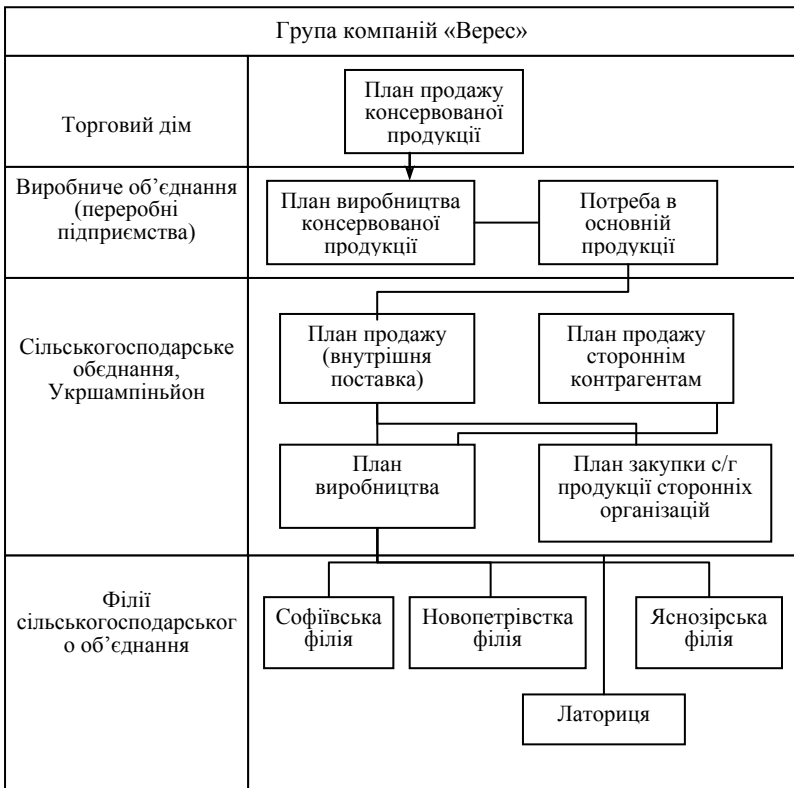 Група компаній «Верес»
Торговий дім
План продажу
консервованої
продукції
Виробниче об’єднання
(переробні
підприємства)
План виробництва
консервованої
продукції
Потреба в
основній
продукції
Сільськогосподарське
обєднання,
Укршампіньйон
План продажу
(внутрішня
поставка)
План продажу
стороннім
контрагентам
План
виробництва
План закупки с/г
продукції сторонніх
організацій
Філії
сільськогосподарськог
о об’єднання
Софіївська
філія
Новопетрівстка
філія
Яснозірська
філія
Латориця